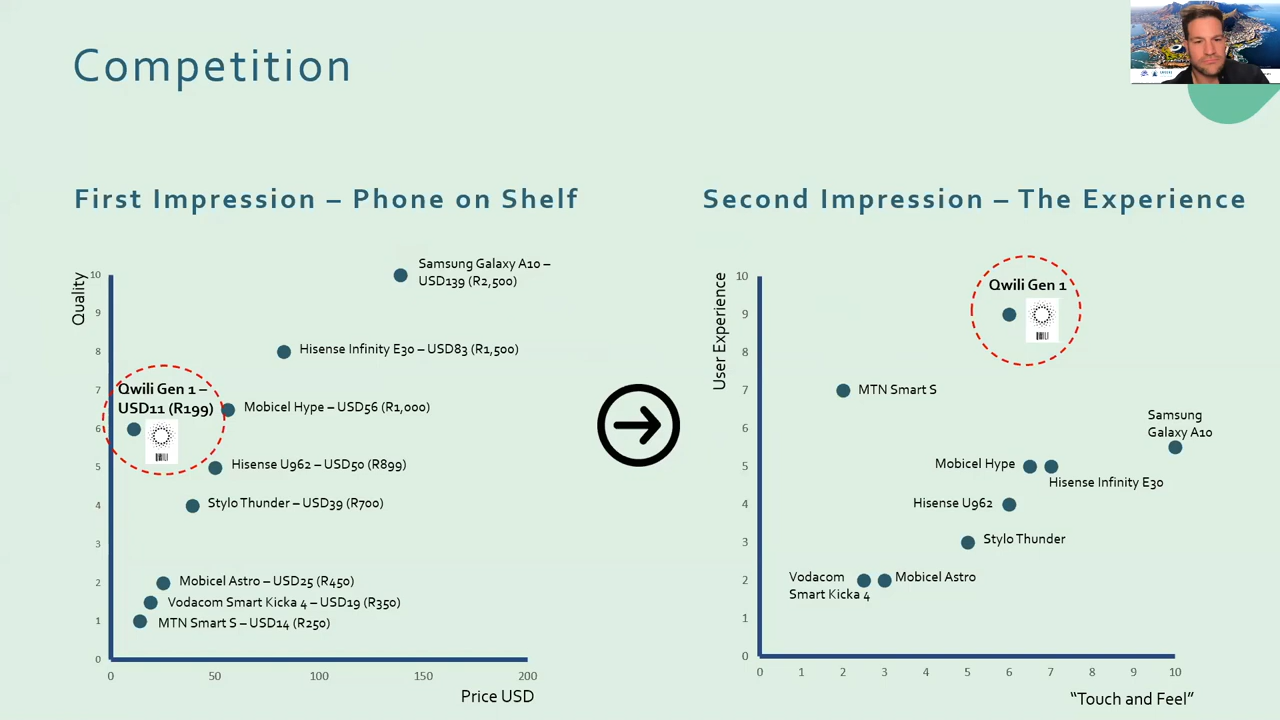 Competition
First Impression – Phone on Shelf
Quality
10
9
8
7
6
5
4
3
2
1
0
0
50
100
150
200
Price USD
Samsung Galaxy A10 –
USD139 (R2,500)
Hisense Infinity E30 – USD83 (R1,500)
Qwili Gen 1 –
USD11 (R199)
QWILI
Mobicel Hype – USD56 (R1,000)
Hisense U962 – USD50 (R899)
Stylo Thunder – USD39 (R700)
Mobicel Astro – USD25 (R450)
Vodacom Smart Kicka 4 – USD19 (R350)
MTN Smart S – USD14 (R250)
Second Impression – The Experience
User Experience
10
9
8
7
6
5
4
3
2
1
0
0
1
2
3
4
5
6
7
8
9
10
“Touch and Feel”
Qwili Gen 1
QWILI
MTN Smart S
Samsung
Galaxy A10
Mobicel Hype
Hisense Infinity E30
Hisense U962
Stylo Thunder
Vodacom
Smart Kicka 4
Mobicel Astro